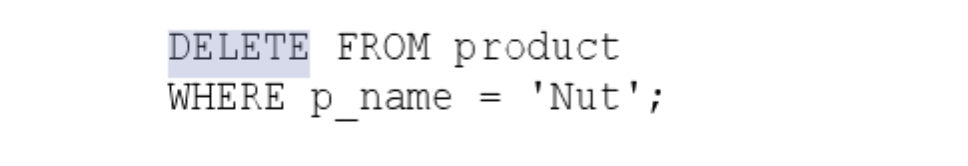 DELETE FROM product
WHERE p_name = 'Nut';